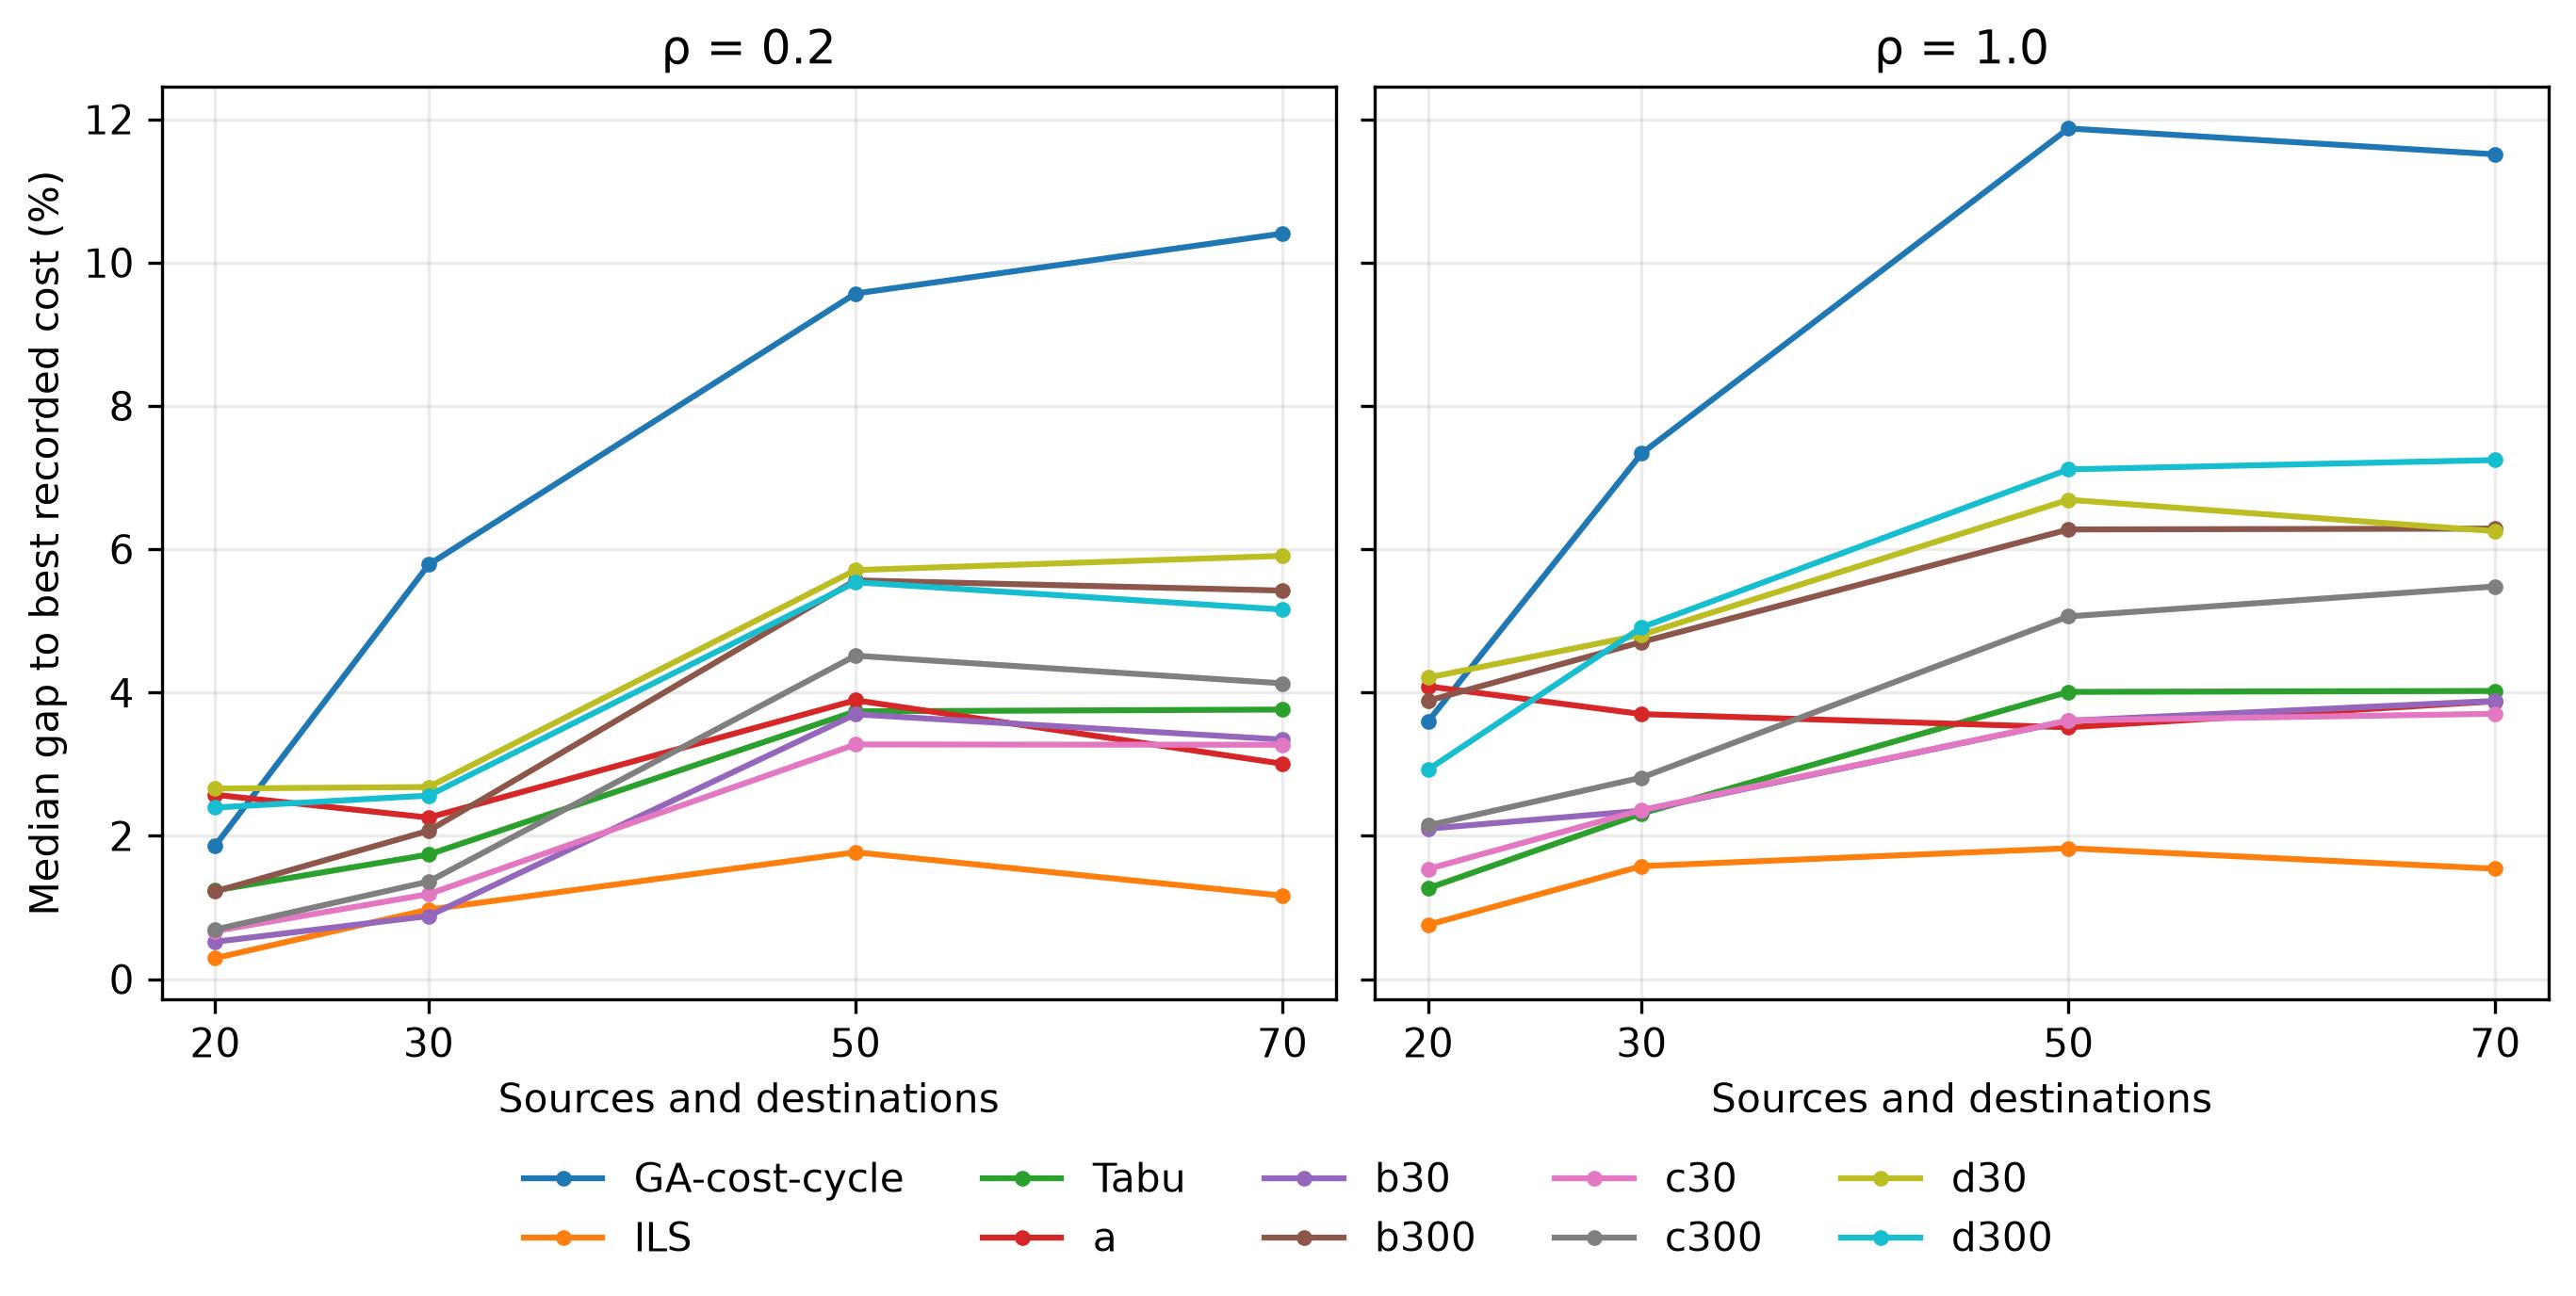 ρ = 0.2
ρ = 1.0
Median gap to best recorded cost (%)
12
10
8
6
4
2
0
20 30 50 70
20 30 50 70
Sources and destinations
Sources and destinations
GA-cost-cycle Tabu b30 c30 d30
ILS a b300 c300 d300